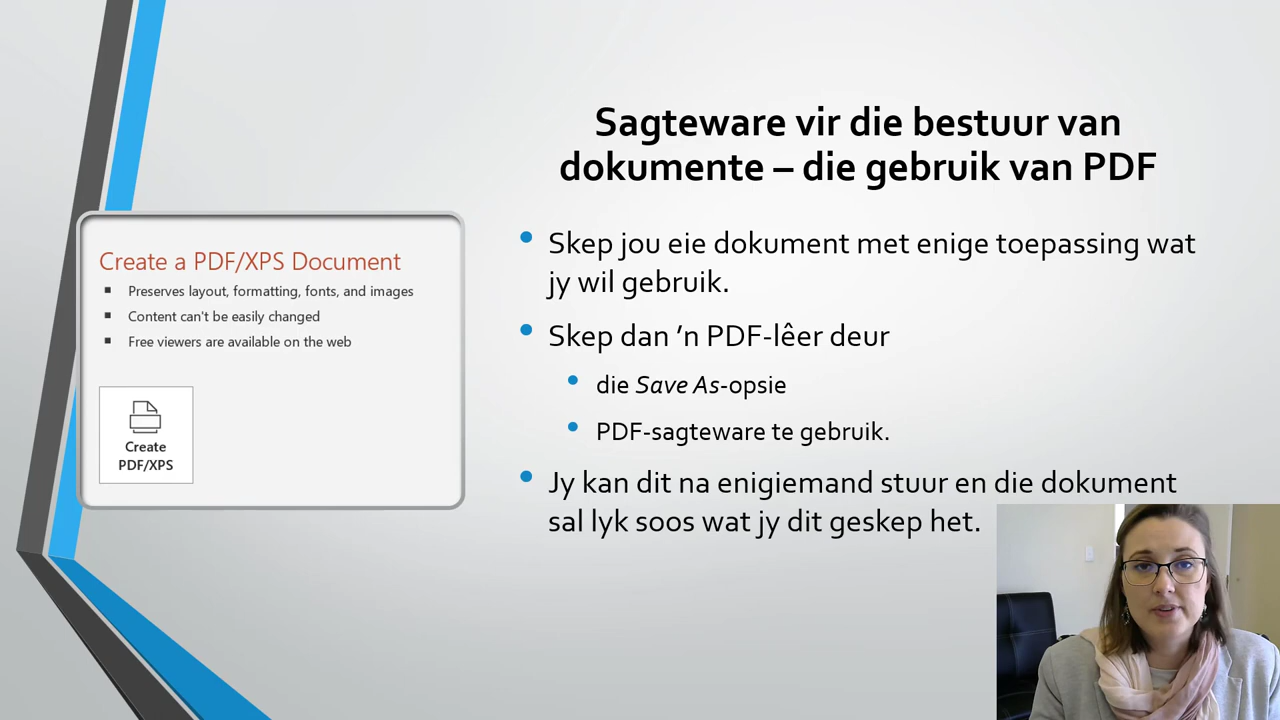 Sagteware vir die bestuur van
dokumente – die gebruik van PDF
Create a PDF/XPS Document
Preserves layout, formatting, fonts, and images
Content can't be easily changed
Free viewers are available on the web
Create
PDF/XPS
Skep jou eie dokument met enige toepassing wat
jy wil gebruik.
Skep dan ’n PDF-lêer deur
die Save As-opsie
PDF-sagteware te gebruik.
Jy kan dit na enigiemand stuur en die dokument
sal lyk soos wat jy dit geskep het.